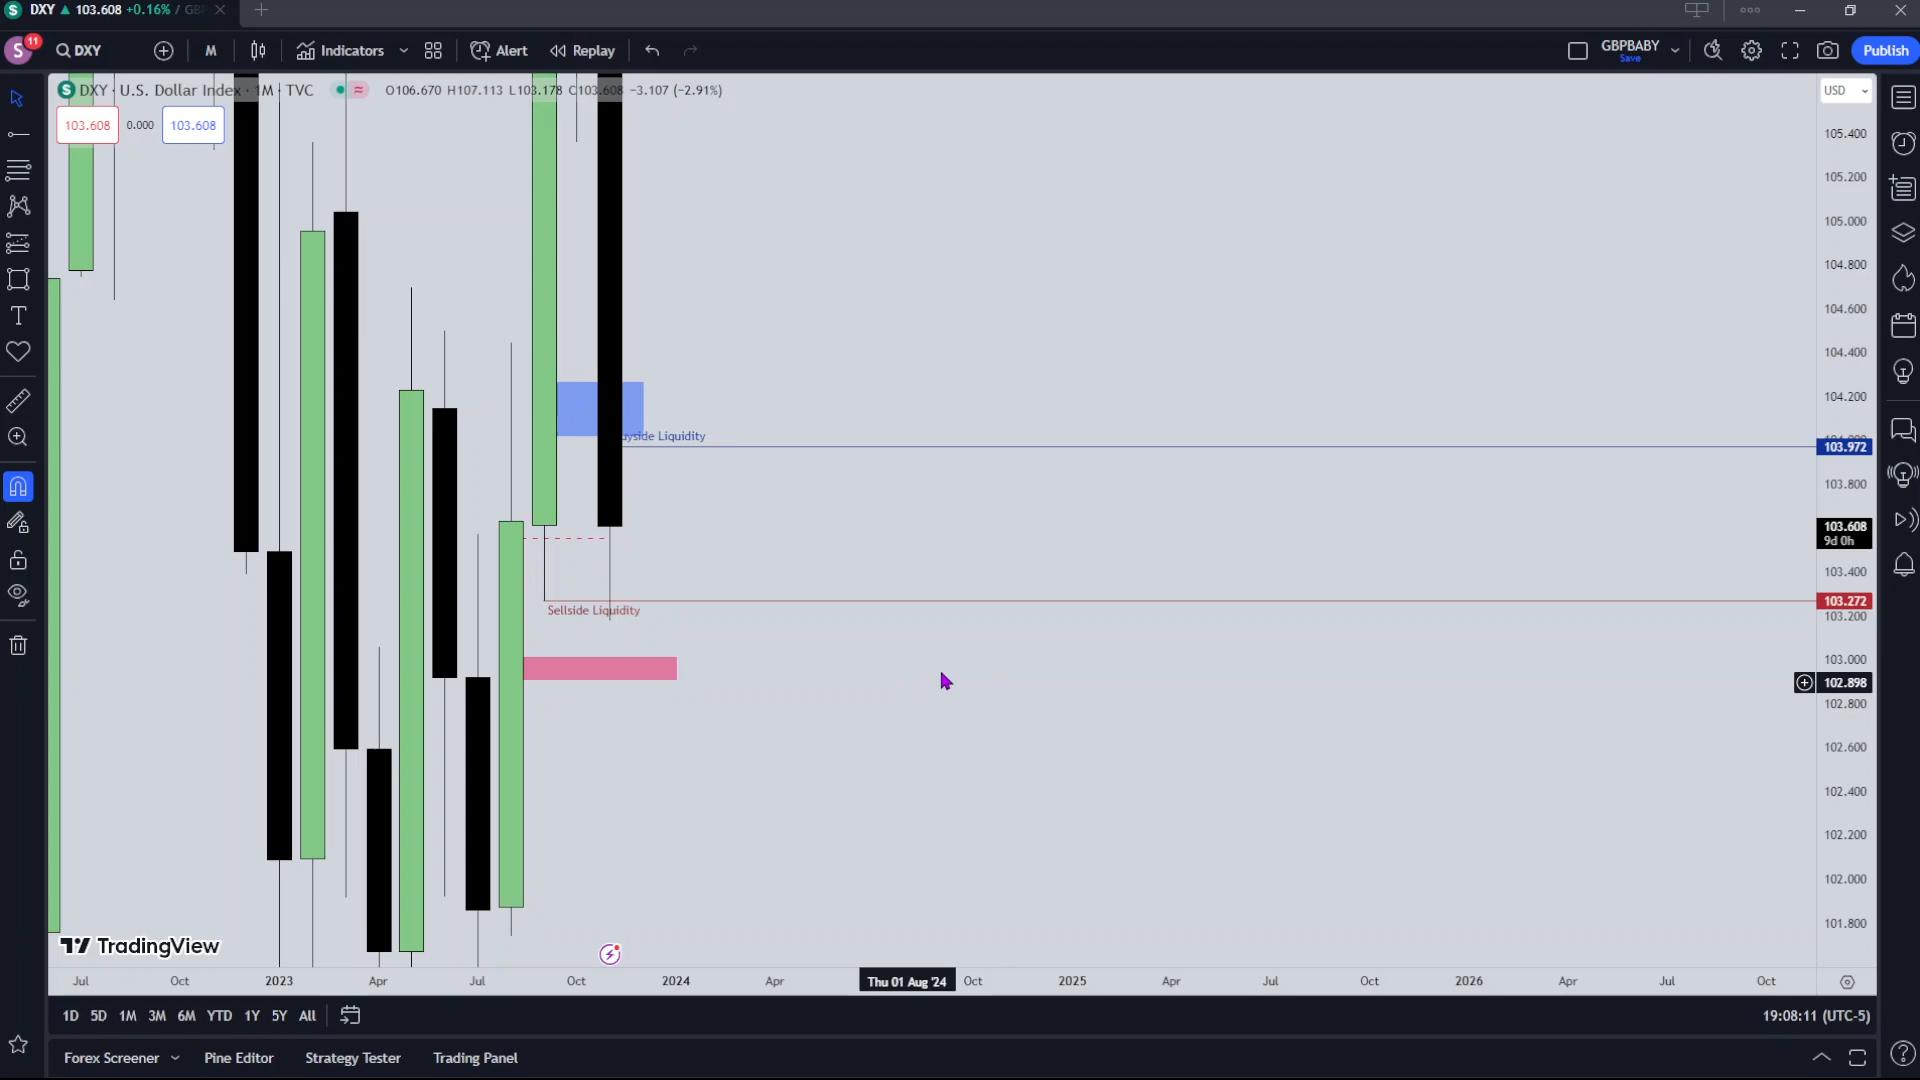 DXY ▲ 103.608 +0.16% / GBP
11
DXY
M
Indicators
Alert
Replay
GBPBABY
Save
Publish
DXY · U.S. Dollar Index · 1M · TVC
O106.670 H107.113 L103.178 C103.608 −3.107 (−2.91%)
103.608
0.000
103.608
USD
105.400
105.200
105.000
104.800
104.600
104.400
104.200
yside Liquidity
103.972
103.800
103.608
9d 0h
103.400
103.272
Sellside Liquidity
103.200
103.000
102.898
102.800
102.600
102.400
102.200
102.000
101.800
TradingView
Jul Oct 2023 Apr Jul Oct 2024 Apr Thu 01 Aug '24 Oct 2025 Apr Jul Oct 2026 Apr Jul Oct
1D 5D 1M 3M 6M YTD 1Y 5Y All
19:08:11 (UTC-5)
Forex Screener Pine Editor Strategy Tester Trading Panel